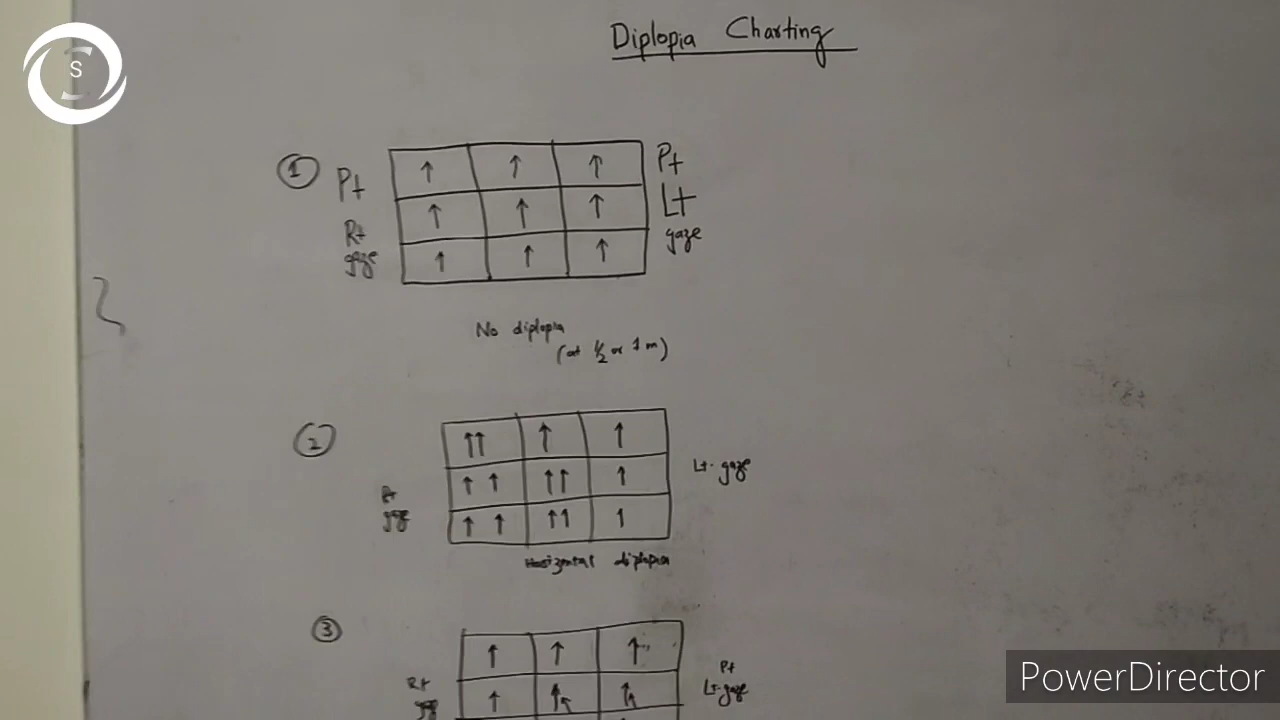 S
Diplopia Charting
①
Pt
Rt
gaze
↑ ↑ ↑
↑ ↑ ↑
↑ ↑ ↑
Pt
Lt
gaze
No diplopia
(at 1/2 or 1 m)
②
gaze
↑↑ ↑ ↑
↑ ↑ ↑↑ ↑
↑ ↑ ↑↑ ↑
Lt. gaze
Horizontal diplopia
③
Rt
↑ ↑ ↑
↑ ↑↖ ↑↖
Pt
Lt. gaze
PowerDirector